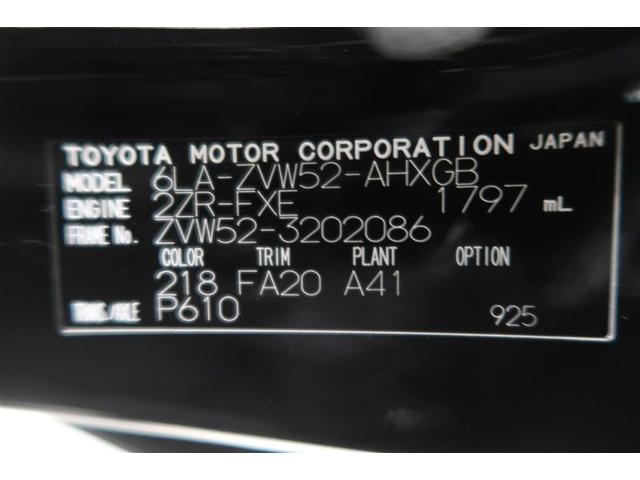 TOYOTA MOTOR CORPORATION JAPAN
MODEL 6LA-ZVW52-AHXGB
ENGINE 2ZR-FXE 1797 mL
FRAME No. ZVW52-3202086
COLOR TRIM PLANT OPTION
218 FA20 A41
TRANS/AXLE P610 925